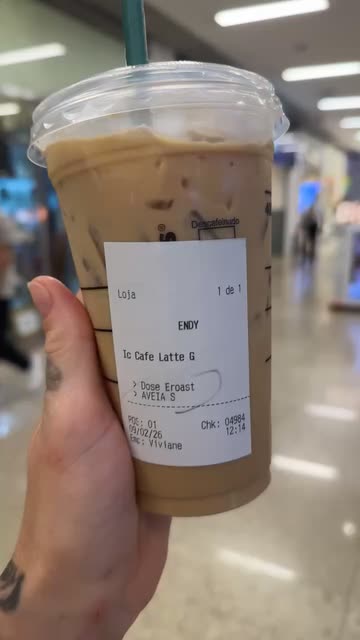 Descafeinado
Loja 1 de 1
ENDY
Ic Cafe Latte G
> Dose Eroast
> AVEIA S
POS: 01 Chk: 04984
09/02/26 12:14
Viviane